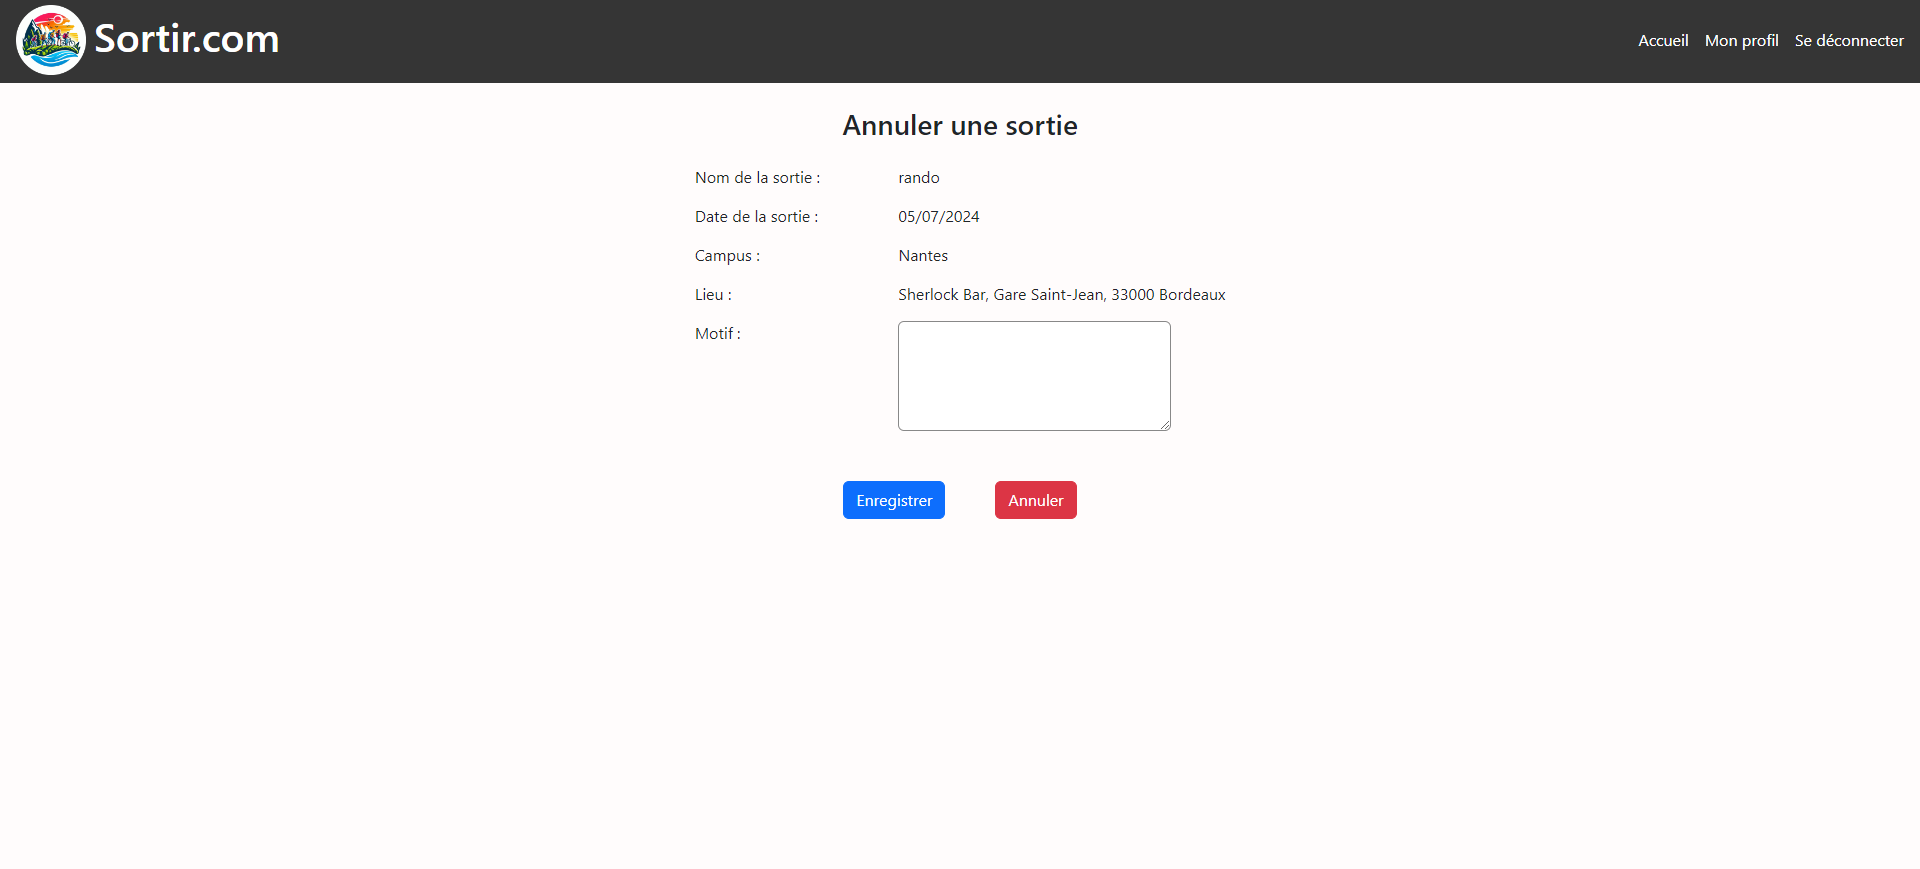 Sortir.com
Accueil Mon profil Se déconnecter
Annuler une sortie
Nom de la sortie : rando
Date de la sortie : 05/07/2024
Campus : Nantes
Lieu : Sherlock Bar, Gare Saint-Jean, 33000 Bordeaux
Motif :
Enregistrer Annuler